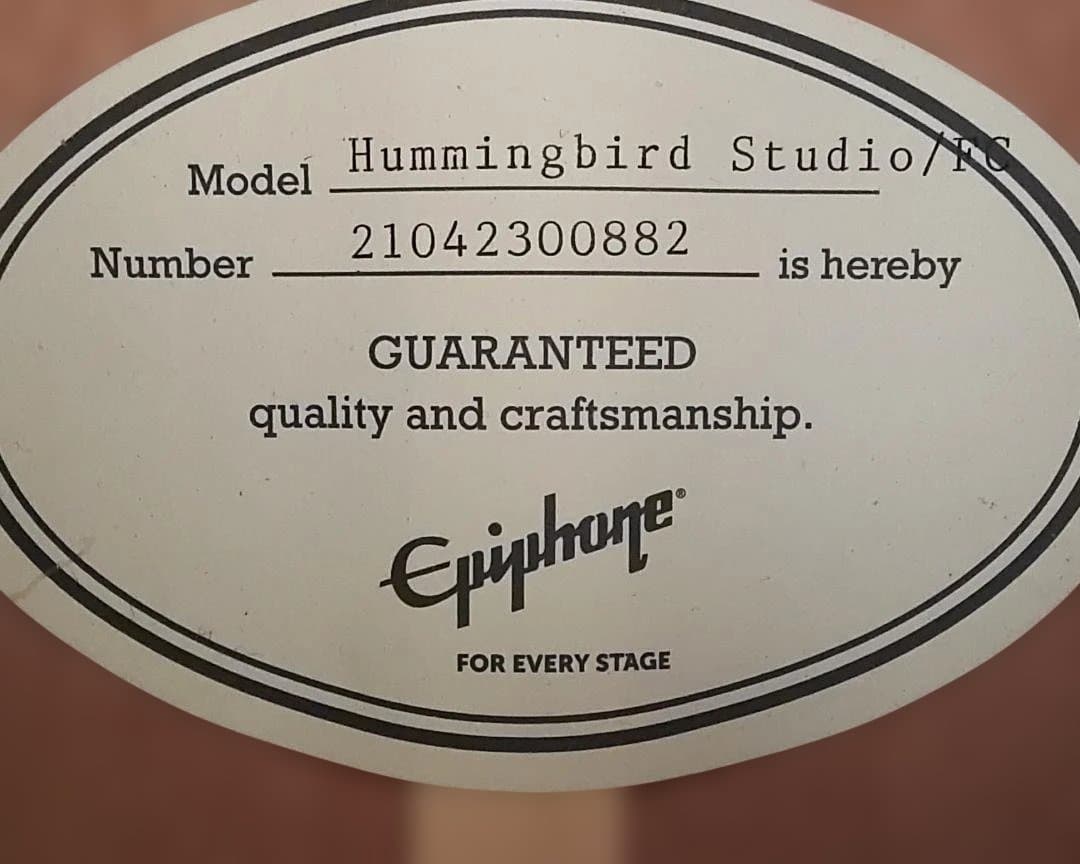 Model Hummingbird Studio/FC
Number 21042300882 is hereby
GUARANTEED
quality and craftsmanship.
Epiphone®
FOR EVERY STAGE